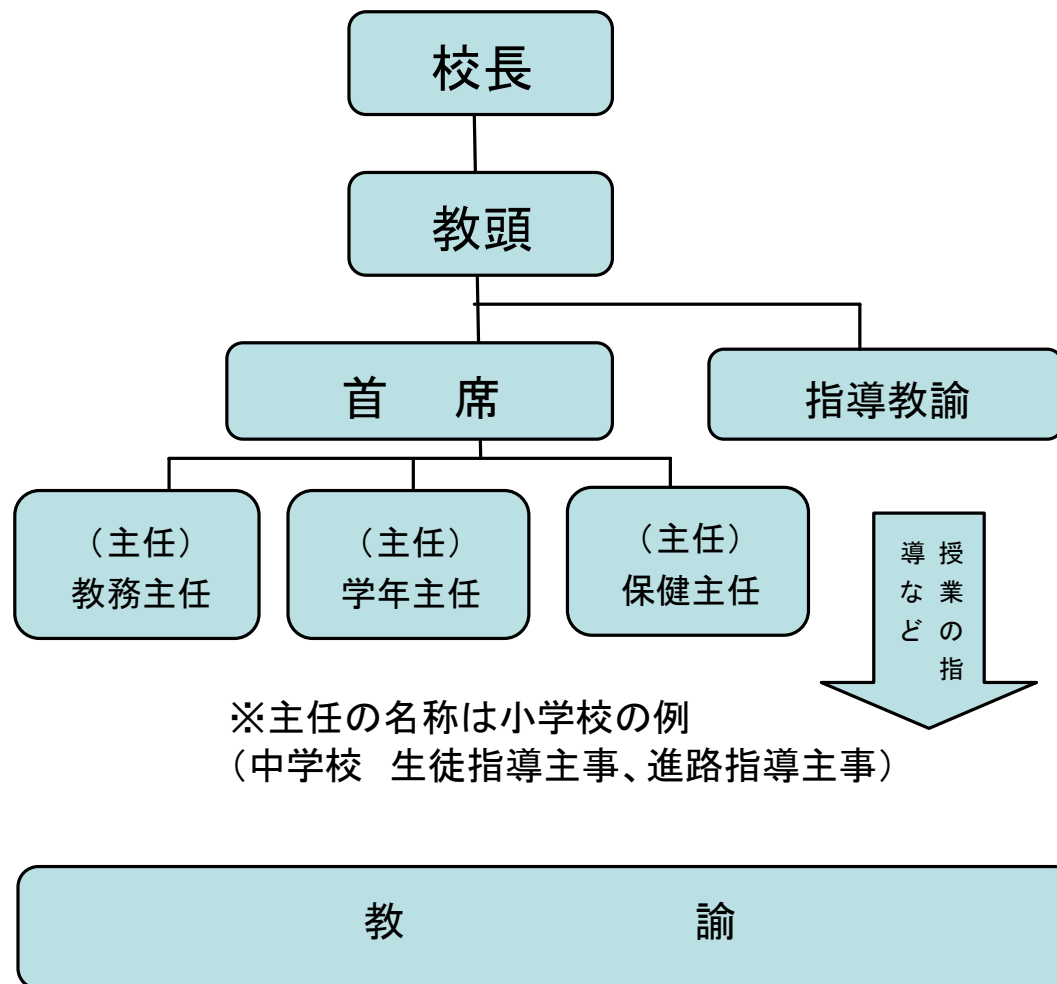 校長
教頭
首　席
指導教諭
（主任）
教務主任
（主任）
学年主任
（主任）
保健主任
授業の指
導など
※主任の名称は小学校の例
（中学校　生徒指導主事、進路指導主事）
教　諭